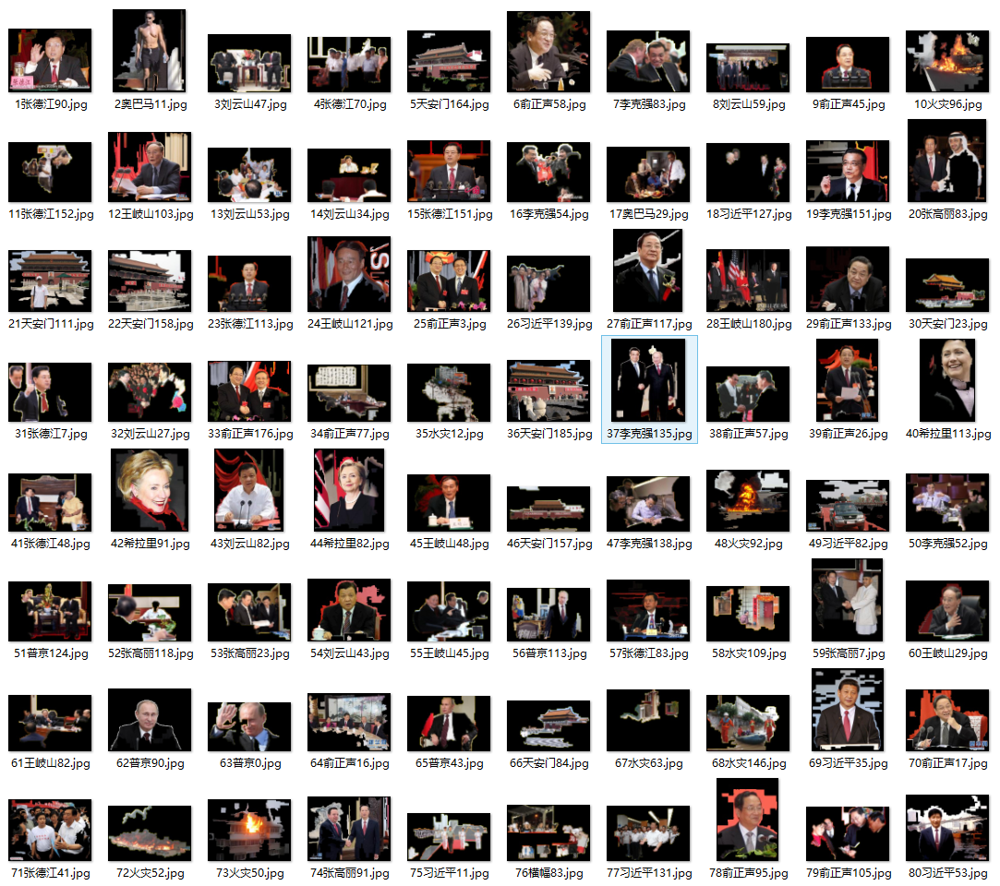 1张德江90.jpg 2奥巴马11.jpg 3刘云山47.jpg 4张德江70.jpg 5天安门164.jpg 6俞正声58.jpg 7李克强83.jpg 8刘云山59.jpg 9俞正声45.jpg 10火灾96.jpg
11张德江152.jpg 12王岐山103.jpg 13刘云山53.jpg 14刘云山34.jpg 15张德江151.jpg 16李克强54.jpg 17奥巴马29.jpg 18习近平127.jpg 19李克强151.jpg 20张高丽83.jpg
21天安门111.jpg 22天安门158.jpg 23张德江113.jpg 24王岐山121.jpg 25俞正声3.jpg 26习近平139.jpg 27俞正声117.jpg 28王岐山180.jpg 29俞正声133.jpg 30天安门23.jpg
31张德江7.jpg 32刘云山27.jpg 33俞正声176.jpg 34俞正声77.jpg 35水灾12.jpg 36天安门185.jpg 37李克强135.jpg 38俞正声57.jpg 39俞正声26.jpg 40希拉里113.jpg
41张德江48.jpg 42希拉里91.jpg 43刘云山82.jpg 44希拉里82.jpg 45王岐山48.jpg 46天安门157.jpg 47李克强138.jpg 48火灾92.jpg 49习近平82.jpg 50李克强52.jpg
51普京124.jpg 52张高丽118.jpg 53张高丽23.jpg 54刘云山43.jpg 55王岐山45.jpg 56普京113.jpg 57张德江83.jpg 58水灾109.jpg 59张高丽7.jpg 60王岐山29.jpg
61王岐山82.jpg 62普京90.jpg 63普京0.jpg 64俞正声16.jpg 65普京43.jpg 66天安门84.jpg 67水灾63.jpg 68水灾146.jpg 69习近平35.jpg 70俞正声17.jpg
71张德江41.jpg 72火灾52.jpg 73火灾50.jpg 74张高丽91.jpg 75习近平11.jpg 76横幅83.jpg 77习近平131.jpg 78俞正声95.jpg 79俞正声105.jpg 80习近平53.jpg